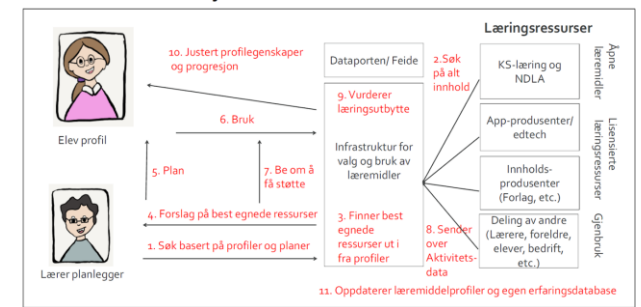 Læringsressurser
10. Justert profilegenskaper
og progresjon
Dataporten/ Feide
2.Søk
på alt
innhold
KS-læring og
NDLA
Åpne
læremidler
9. Vurderer
læringsutbytte
6. Bruk
Elev profil
App-produsenter/
edtech
Lisensierte
læringsressurser
Infrastruktur for
valg og bruk av
læremidler
5. Plan
7. Be om å
få støtte
Innholds-
produsenter
(Forlag, etc.)
4. Forslag på best egnede ressurser
3. Finner best
egnede
ressurser ut i
fra profiler
8. Sender
over
Aktivitets-
data
Deling av andre
(Lærere, foreldre,
elever, bedrift,
etc.)
Gjenbruk
1. Søk basert på profiler og planer
Lærer planlegger
11. Oppdaterer læremiddelprofiler og egen erfaringsdatabase